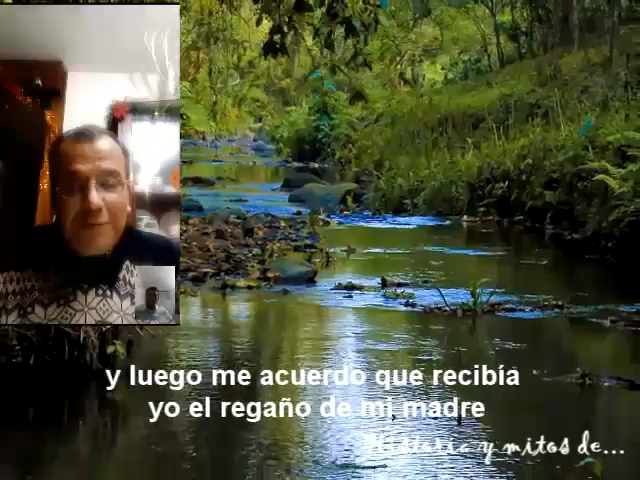 y luego me acuerdo que recibía
yo el regaño de mi madre
Historia y mitos de...